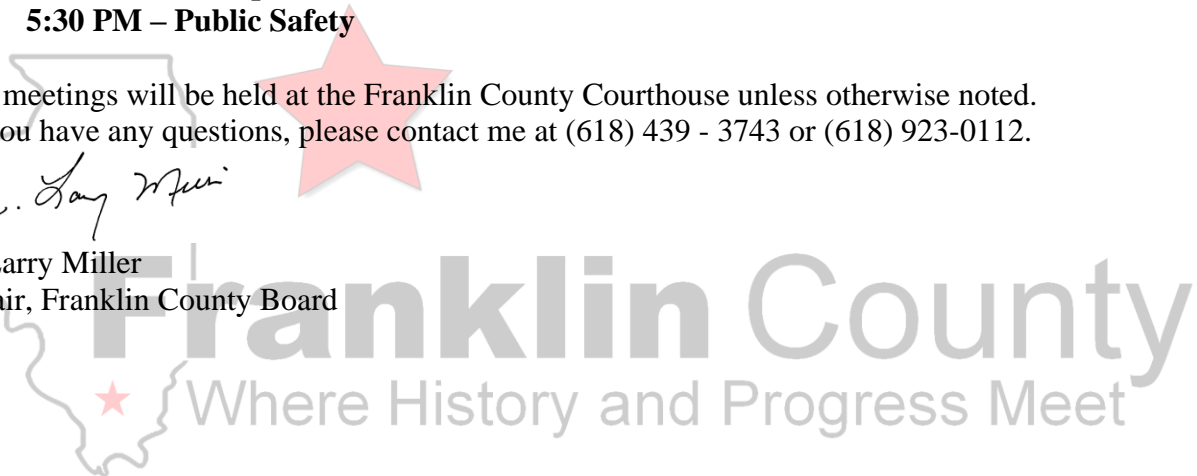 5:30 PM – Public Safety
meetings will be held at the Franklin County Courthouse unless otherwise noted.
ou have any questions, please contact me at (618) 439 - 3743 or (618) 923-0112.
Larry Miller
air, Franklin County Board
Franklin County
Where History and Progress Meet